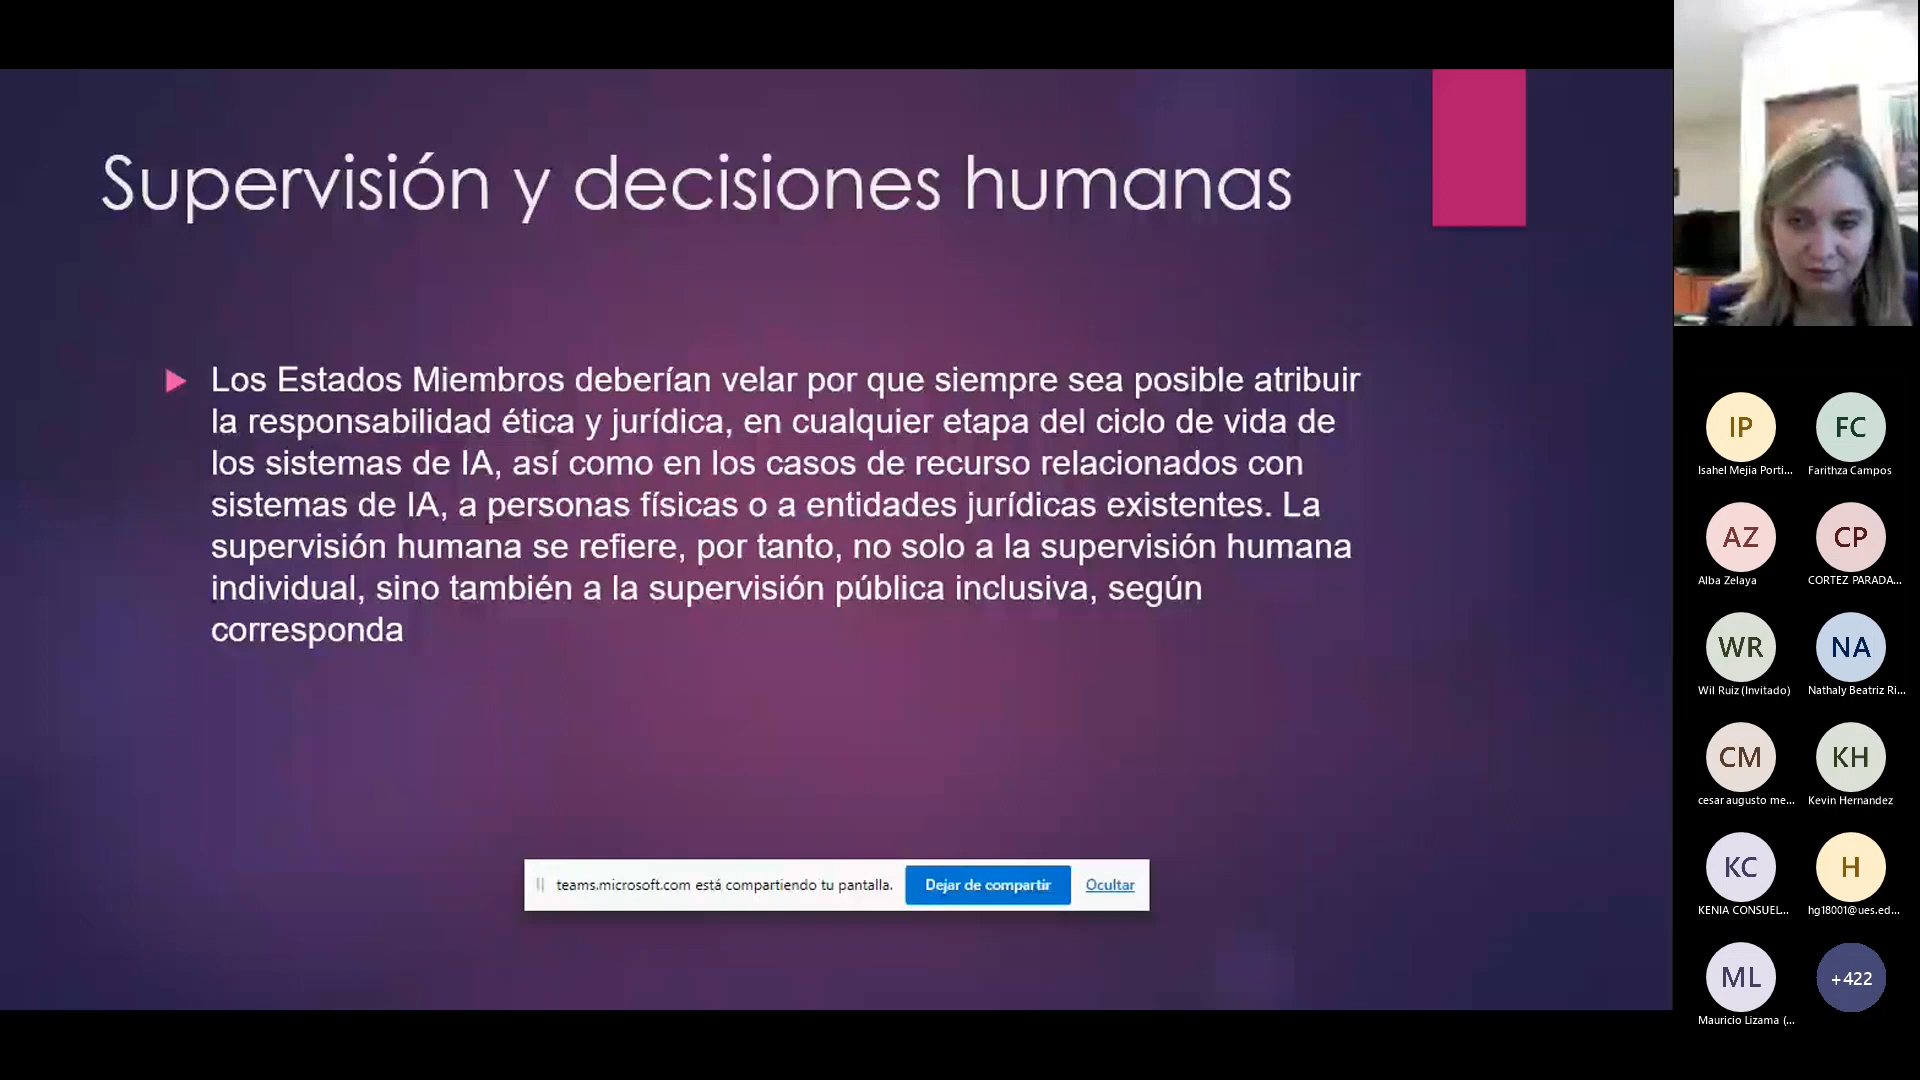 Supervisión y decisiones humanas
Los Estados Miembros deberían velar por que siempre sea posible atribuir
la responsabilidad ética y jurídica, en cualquier etapa del ciclo de vida de
los sistemas de IA, así como en los casos de recurso relacionados con
sistemas de IA, a personas físicas o a entidades jurídicas existentes. La
supervisión humana se refiere, por tanto, no solo a la supervisión humana
individual, sino también a la supervisión pública inclusiva, según
corresponda
teams.microsoft.com está compartiendo tu pantalla. Dejar de compartir Ocultar
IP FC
Isahel Mejia Porti... Farithza Campos
AZ CP
Alba Zelaya CORTEZ PARADA...
WR NA
Wil Ruiz (Invitado) Nathaly Beatriz Ri...
CM KH
cesar augusto me... Kevin Hernandez
KC H
KENIA CONSUEL... hg18001@ues.ed...
ML +422
Mauricio Lizama (...